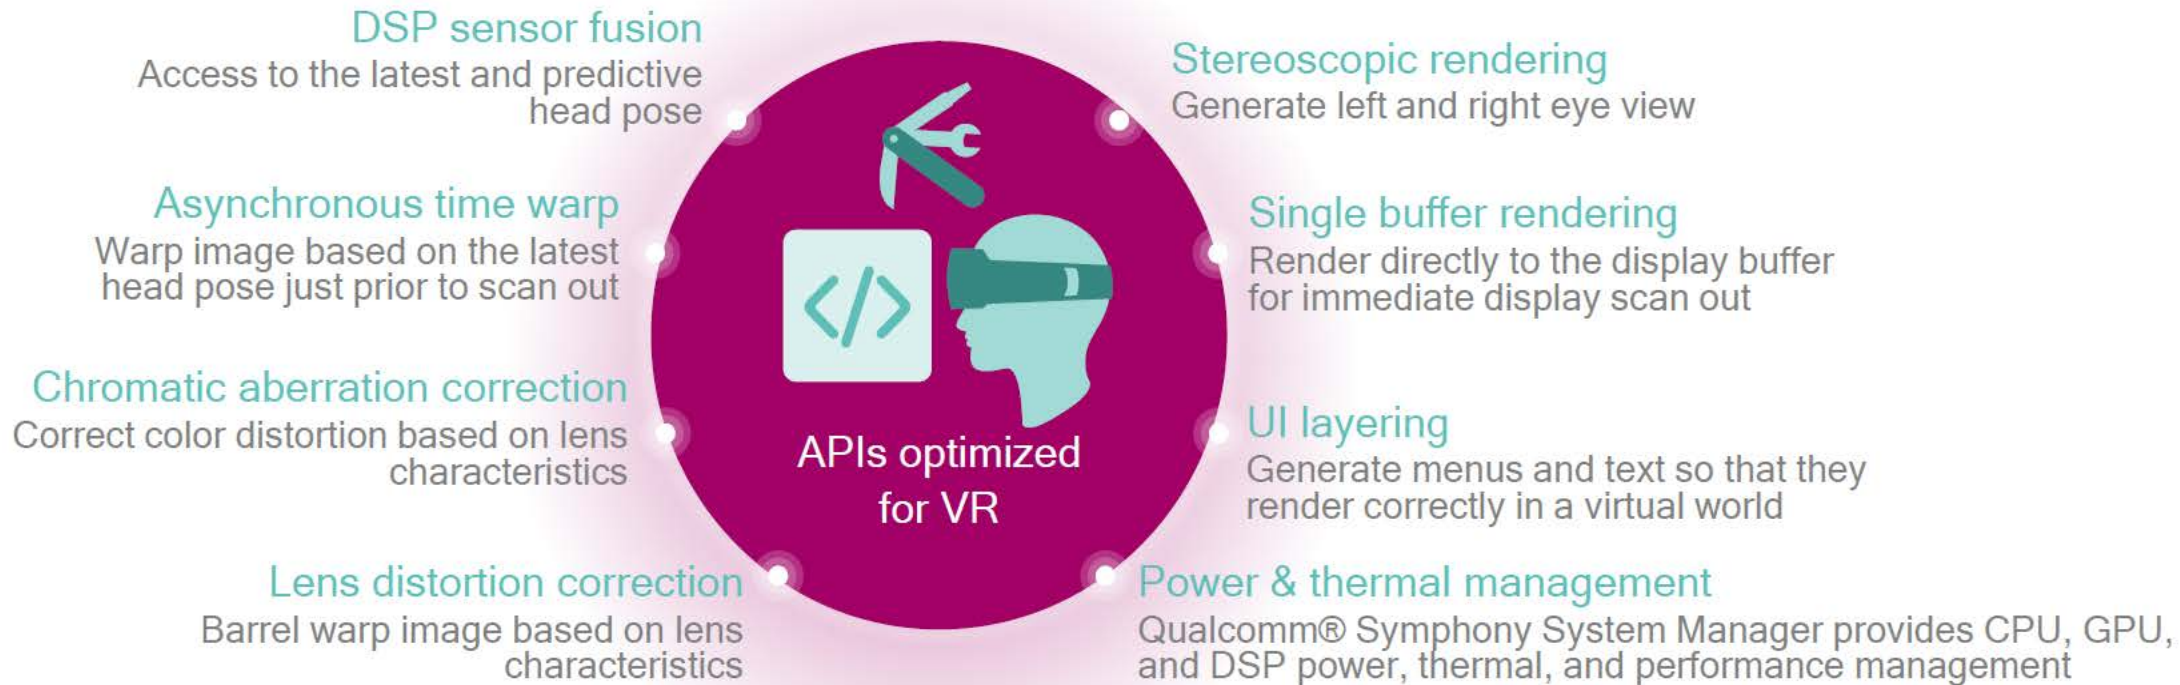 DSP sensor fusion
Access to the latest and predictive
head pose
Asynchronous time warp
Warp image based on the latest
head pose just prior to scan out
Chromatic aberration correction
Correct color distortion based on lens
characteristics
Lens distortion correction
Barrel warp image based on lens
characteristics
</>
APIs optimized
for VR
Stereoscopic rendering
Generate left and right eye view
Single buffer rendering
Render directly to the display buffer
for immediate display scan out
UI layering
Generate menus and text so that they
render correctly in a virtual world
Power & thermal management
Qualcomm® Symphony System Manager provides CPU, GPU,
and DSP power, thermal, and performance management